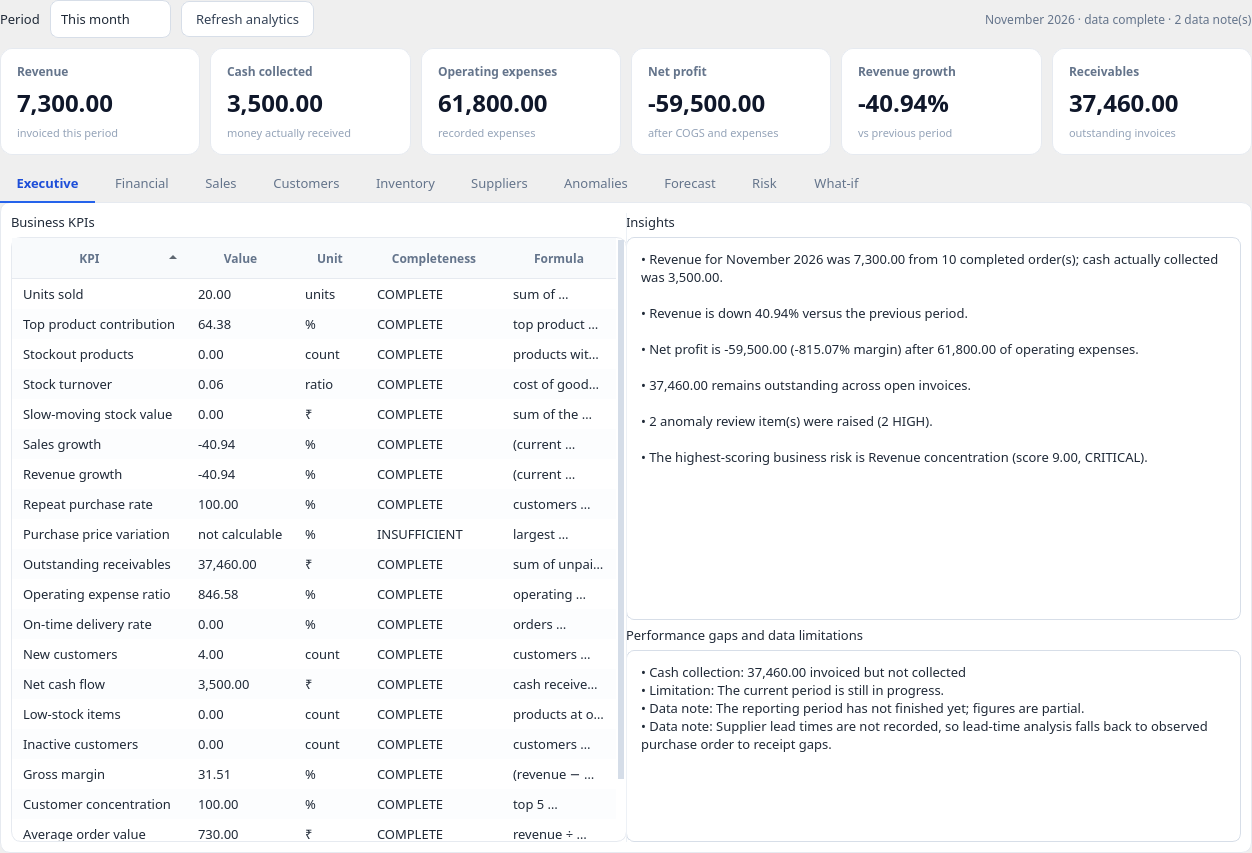 Period This month Refresh analytics November 2026 · data complete · 2 data note(s)
Revenue Cash collected Operating expenses Net profit Revenue growth Receivables
7,300.00 3,500.00 61,800.00 -59,500.00 -40.94% 37,460.00
invoiced this period money actually received recorded expenses after COGS and expenses vs previous period outstanding invoices
Executive Financial Sales Customers Inventory Suppliers Anomalies Forecast Risk What-if
Business KPIs
KPI Value Unit Completeness Formula
Units sold 20.00 units COMPLETE sum of ...
Top product contribution 64.38 % COMPLETE top product ...
Stockout products 0.00 count COMPLETE products wit...
Stock turnover 0.06 ratio COMPLETE cost of good...
Slow-moving stock value 0.00 ₹ COMPLETE sum of the ...
Sales growth -40.94 % COMPLETE (current ...
Revenue growth -40.94 % COMPLETE (current ...
Repeat purchase rate 100.00 % COMPLETE customers ...
Purchase price variation not calculable % INSUFFICIENT largest ...
Outstanding receivables 37,460.00 ₹ COMPLETE sum of unpai...
Operating expense ratio 846.58 % COMPLETE operating ...
On-time delivery rate 0.00 % COMPLETE orders ...
New customers 4.00 count COMPLETE customers ...
Net cash flow 3,500.00 ₹ COMPLETE cash receive...
Low-stock items 0.00 count COMPLETE products at o...
Inactive customers 0.00 count COMPLETE customers ...
Gross margin 31.51 % COMPLETE (revenue − ...
Customer concentration 100.00 % COMPLETE top 5 ...
Average order value 730.00 ₹ COMPLETE revenue ÷ ...
Insights
• Revenue for November 2026 was 7,300.00 from 10 completed order(s); cash actually collected
was 3,500.00.
• Revenue is down 40.94% versus the previous period.
• Net profit is -59,500.00 (-815.07% margin) after 61,800.00 of operating expenses.
• 37,460.00 remains outstanding across open invoices.
• 2 anomaly review item(s) were raised (2 HIGH).
• The highest-scoring business risk is Revenue concentration (score 9.00, CRITICAL).
Performance gaps and data limitations
• Cash collection: 37,460.00 invoiced but not collected
• Limitation: The current period is still in progress.
• Data note: The reporting period has not finished yet; figures are partial.
• Data note: Supplier lead times are not recorded, so lead-time analysis falls back to observed
purchase order to receipt gaps.